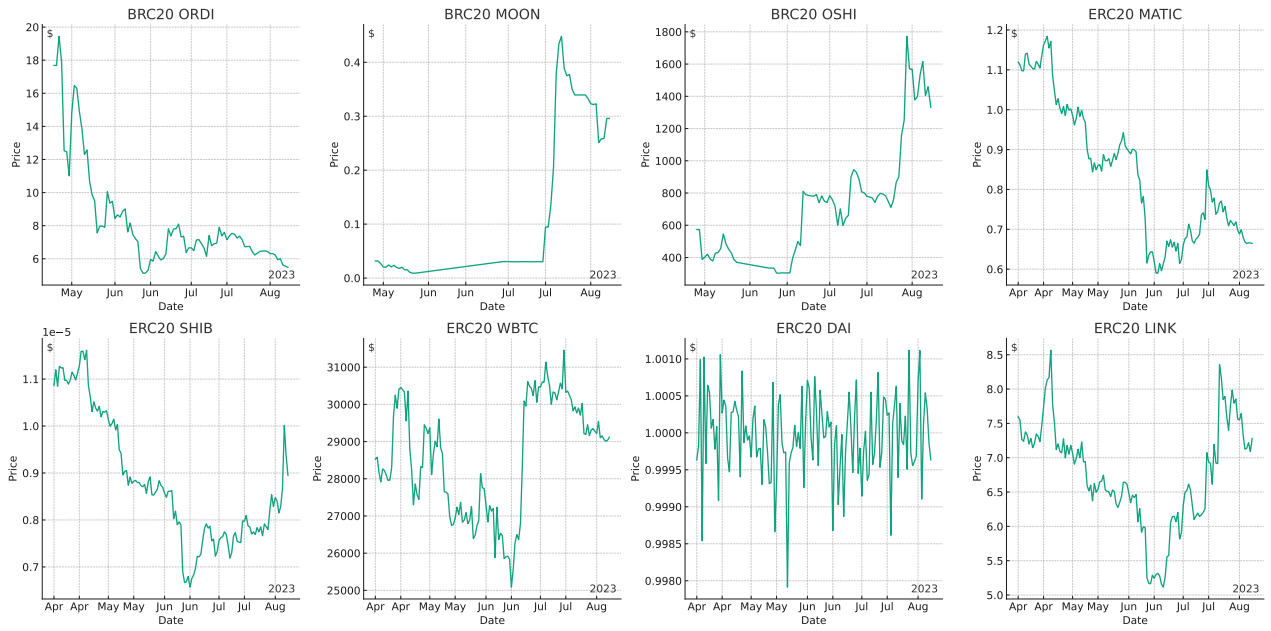 BRC20 ORDI
$
20
18
16
14
12
10
8
6
Price
2023
May Jun Jun Jul Jul Aug
Date
BRC20 MOON
$
0.4
0.3
0.2
0.1
0.0
Price
2023
May Jun Jun Jul Aug
Date
BRC20 OSHI
$
1800
1600
1400
1200
1000
800
600
400
Price
2023
May Jun Jun Jul Aug
Date
ERC20 MATIC
$
1.2
1.1
1.0
0.9
0.8
0.7
0.6
Price
2023
Apr Apr May May Jun Jun Jul Jul Aug
Date
ERC20 SHIB
1e−5
$
1.1
1.0
0.9
0.8
0.7
Price
2023
Apr Apr May May Jun Jun Jul Jul Aug
Date
ERC20 WBTC
$
31000
30000
29000
28000
27000
26000
25000
Price
2023
Apr Apr May May Jun Jun Jul Jul Aug
Date
ERC20 DAI
$
1.0010
1.0005
1.0000
0.9995
0.9990
0.9985
0.9980
Price
2023
Apr Apr May May Jun Jun Jul Jul Aug
Date
ERC20 LINK
$
8.5
8.0
7.5
7.0
6.5
6.0
5.5
5.0
Price
2023
Apr Apr May May Jun Jun Jul Jul Aug
Date